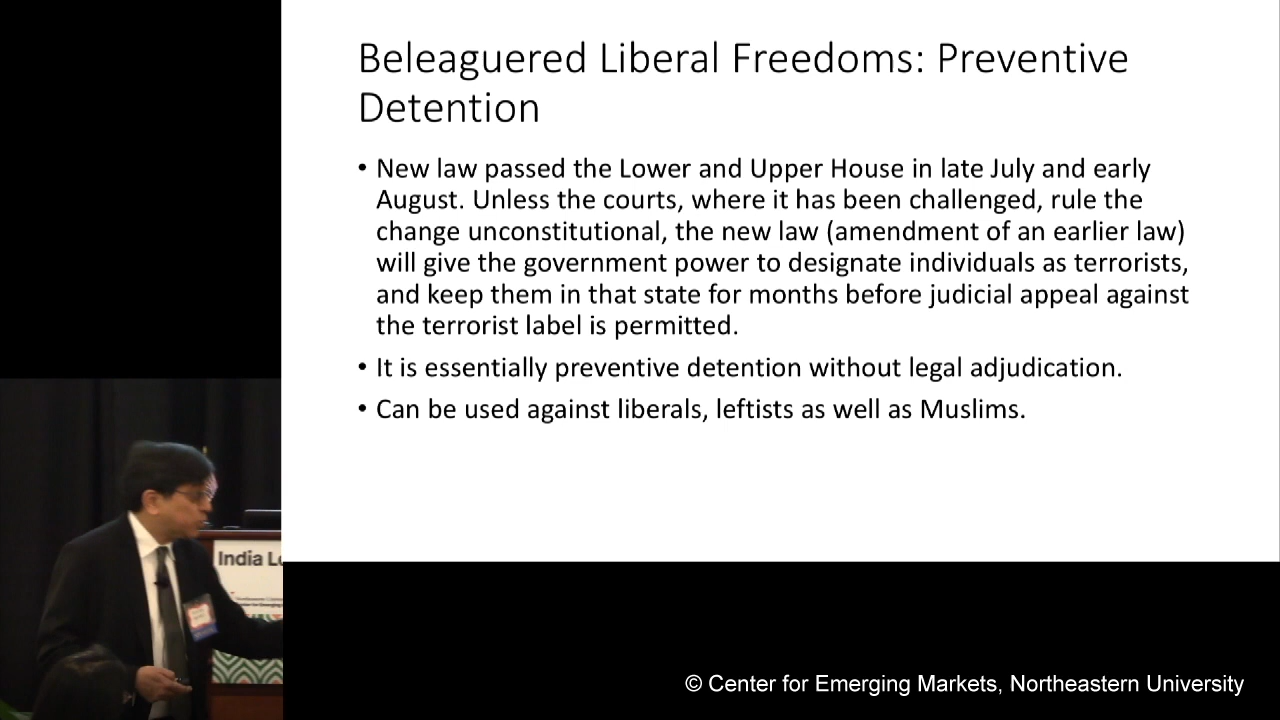 Beleaguered Liberal Freedoms: Preventive
Detention
• New law passed the Lower and Upper House in late July and early
August. Unless the courts, where it has been challenged, rule the
change unconstitutional, the new law (amendment of an earlier law)
will give the government power to designate individuals as terrorists,
and keep them in that state for months before judicial appeal against
the terrorist label is permitted.
• It is essentially preventive detention without legal adjudication.
• Can be used against liberals, leftists as well as Muslims.
India
© Center for Emerging Markets, Northeastern University